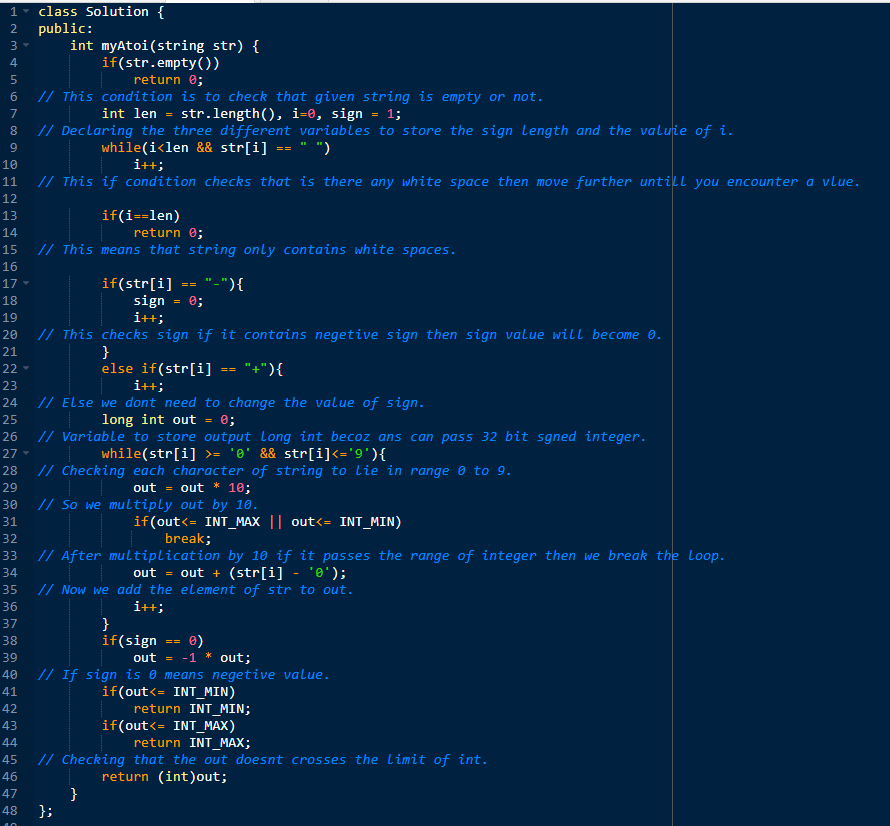 1 class Solution {
2 public:
3 int myAtoi(string str) {
4 if(str.empty())
5 return 0;
6 // This condition is to check that given string is empty or not.
7 int len = str.length(), i=0, sign = 1;
8 // Declaring the three different variables to store the sign length and the valuie of i.
9 while(i<len && str[i] == " ")
10 i++;
11 // This if condition checks that is there any white space then move further untill you encounter a vlue.
12
13 if(i==len)
14 return 0;
15 // This means that string only contains white spaces.
16
17 if(str[i] == "-"){
18 sign = 0;
19 i++;
20 // This checks sign if it contains negetive sign then sign value will become 0.
21 }
22 else if(str[i] == "+"){
23 i++;
24 // Else we dont need to change the value of sign.
25 long int out = 0;
26 // Variable to store output long int becoz ans can pass 32 bit sgned integer.
27 while(str[i] >= '0' && str[i]<='9'){
28 // Checking each character of string to lie in range 0 to 9.
29 out = out * 10;
30 // So we multiply out by 10.
31 if(out<= INT_MAX || out<= INT_MIN)
32 break;
33 // After multiplication by 10 if it passes the range of integer then we break the loop.
34 out = out + (str[i] - '0');
35 // Now we add the element of str to out.
36 i++;
37 }
38 if(sign == 0)
39 out = -1 * out;
40 // If sign is 0 means negetive value.
41 if(out<= INT_MIN)
42 return INT_MIN;
43 if(out<= INT_MAX)
44 return INT_MAX;
45 // Checking that the out doesnt crosses the limit of int.
46 return (int)out;
47 }
48 };